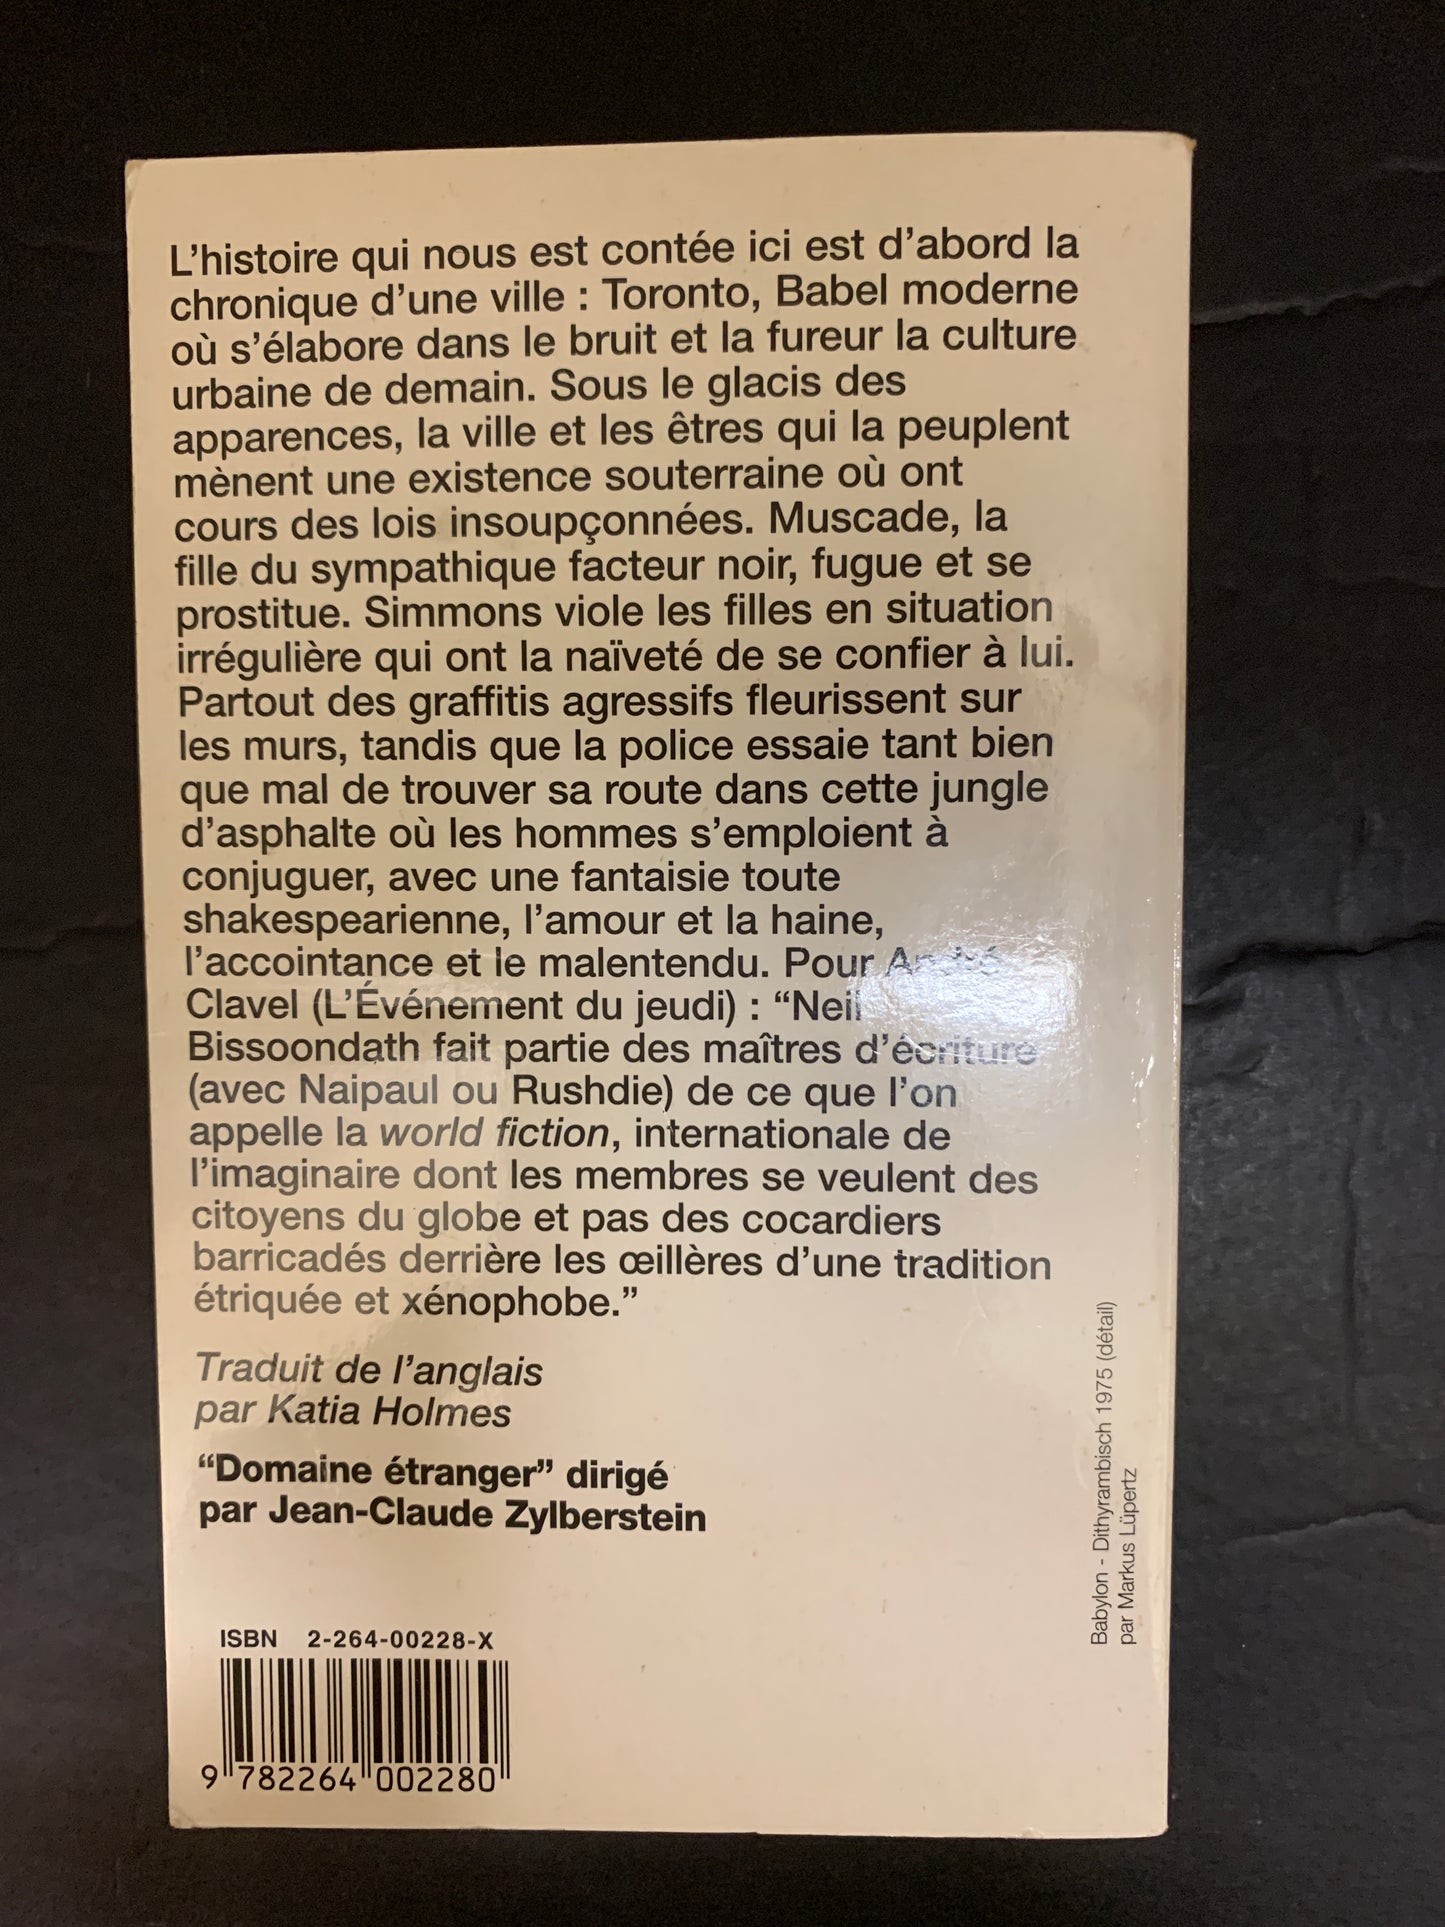 L'histoire qui nous est contée ici est d'abord la
chronique d'une ville : Toronto, Babel moderne
où s'élabore dans le bruit et la fureur la culture
urbaine de demain. Sous le glacis des
apparences, la ville et les êtres qui la peuplent
mènent une existence souterraine où ont
cours des lois insoupçonnées. Muscade, la
fille du sympathique facteur noir, fugue et se
prostitue. Simmons viole les filles en situation
irrégulière qui ont la naïveté de se confier à lui.
Partout des graffitis agressifs fleurissent sur
les murs, tandis que la police essaie tant bien
que mal de trouver sa route dans cette jungle
d'asphalte où les hommes s'emploient à
conjuguer, avec une fantaisie toute
shakespearienne, l'amour et la haine,
l'accointance et le malentendu. Pour André
Clavel (L'Événement du jeudi) : “Neil
Bissoondath fait partie des maîtres d'écriture
(avec Naipaul ou Rushdie) de ce que l'on
appelle la world fiction, internationale de
l'imaginaire dont les membres se veulent des
citoyens du globe et pas des cocardiers
barricadés derrière les œillères d'une tradition
étriquée et xénophobe.”
Traduit de l'anglais
par Katia Holmes
“Domaine étranger” dirigé
par Jean-Claude Zylberstein
ISBN 2-264-00228-X
9 782264 002280
Babylon - Dithyrambisch 1975 (détail)
par Markus Lüpertz